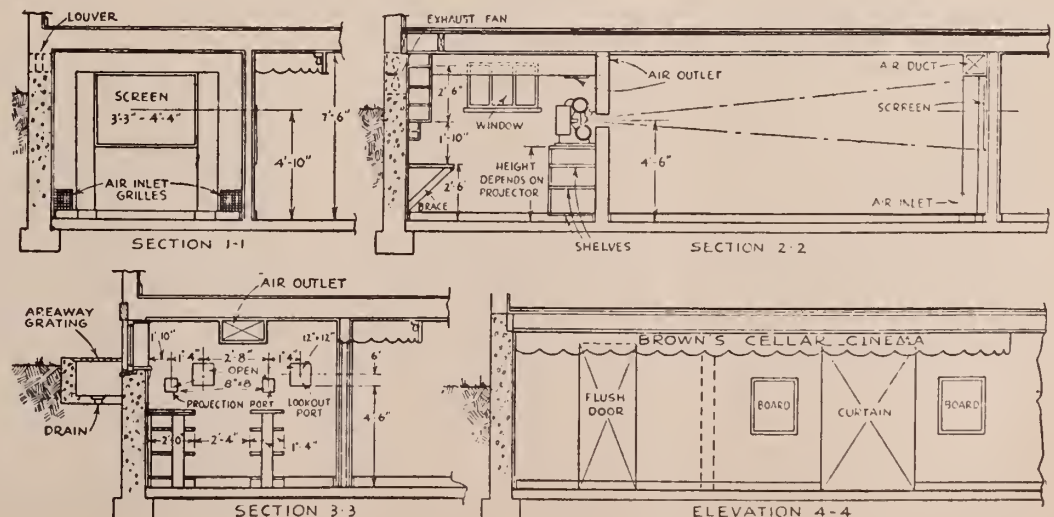 LOUVER
SCREEN
3'-3" - 4'-4"
7'-6"
4'-10"
AIR INLET
GRILLES
SECTION 1-1
EXHAUST FAN
AIR OUTLET
AIR DUCT
SCRREEN
2'-6"
WINDOW
1'-10"
HEIGHT
DEPENDS ON
PROJECTOR
4'-6"
2'-6"
BRACE
AIR INLET
SHELVES
SECTION 2-2
AIR OUTLET
AREAWAY
GRATING
1'-10"
12"×12"
1'-4"
2'-8"
1'-4"
6'
OPEN
8"×8"
PROJECTION PORT
LOOKOUT
PORT
4'-6"
DRAIN
2'-0"
2'-4"
1'-4"
SECTION 3-3
BROWN'S CELLAR CINEMA
FLUSH
DOOR
BOARD
CURTAIN
BOARD
ELEVATION 4-4